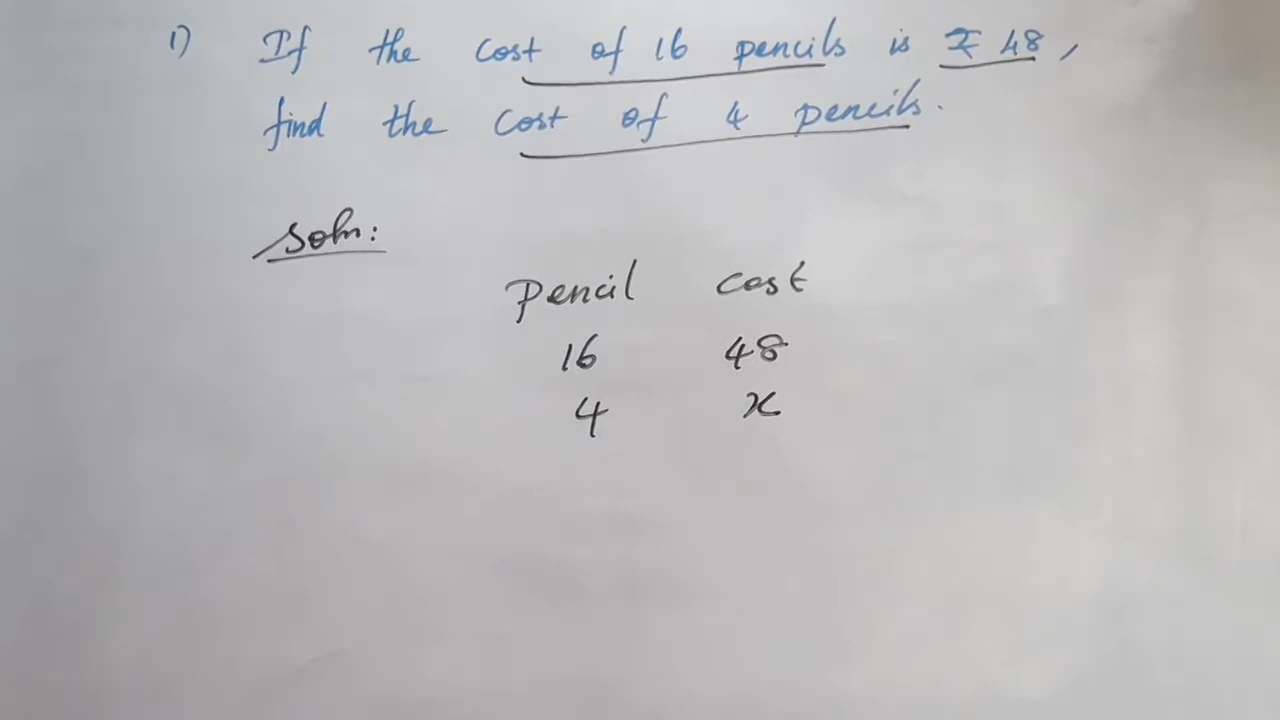 1) If the cost of 16 pencils is ₹ 48,
find the cost of 4 pencils.
Soln:
Pencil cost
16 48
4 x